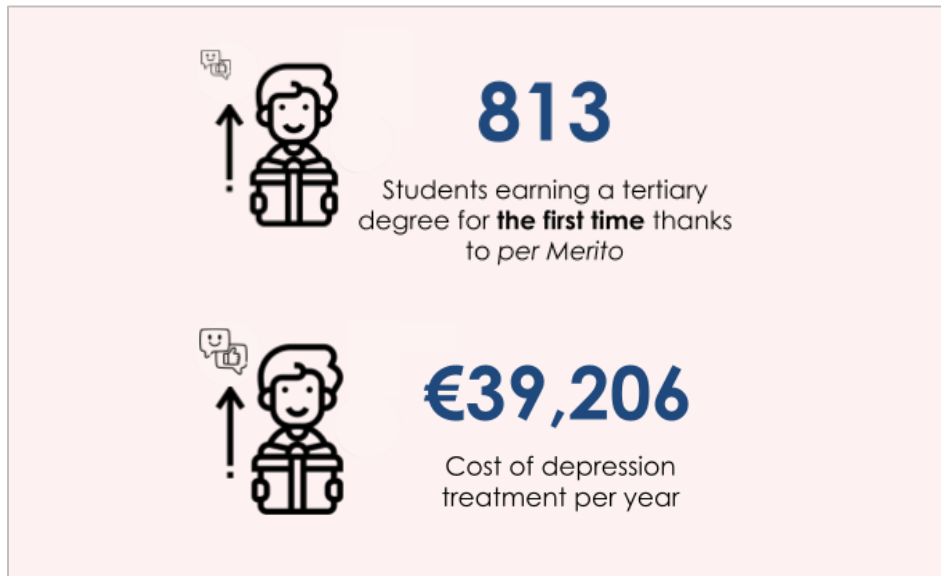 813
Students earning a tertiary
degree for the first time thanks
to per Merito
€39,206
Cost of depression
treatment per year